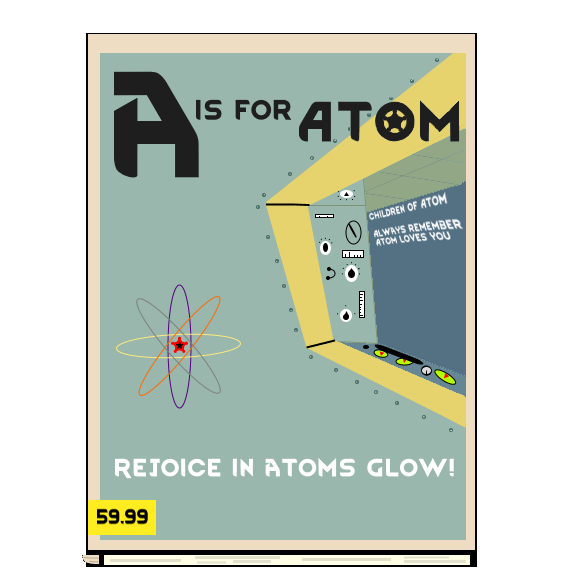 A IS FOR ATOM
CHILDREN OF ATOM
ALWAYS REMEMBER
ATOM LOVES YOU
REJOICE IN ATOMS GLOW!
59.99